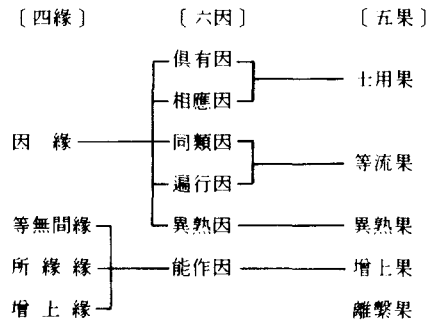 〔四緣〕 〔六因〕 〔五果〕
俱有因
士用果
相應因
因緣 同類因
等流果
遍行因
等無間緣 異熟因 異熟果
所緣緣 能作因 增上果
增上緣 離繫果